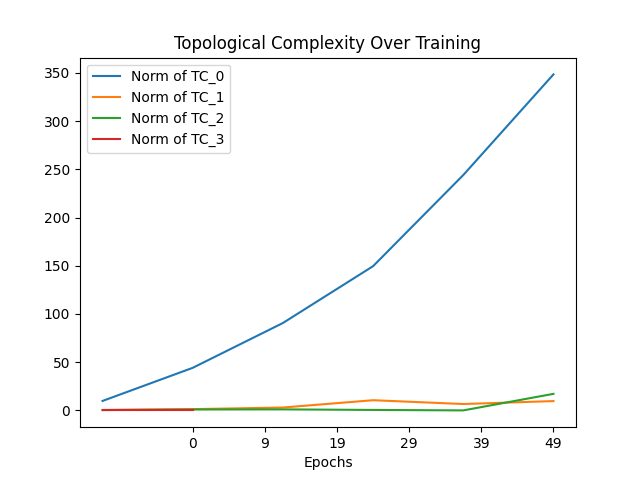 Topological Complexity Over Training
Norm of TC_0
Norm of TC_1
Norm of TC_2
Norm of TC_3
350
300
250
200
150
100
50
0
0 9 19 29 39 49
Epochs